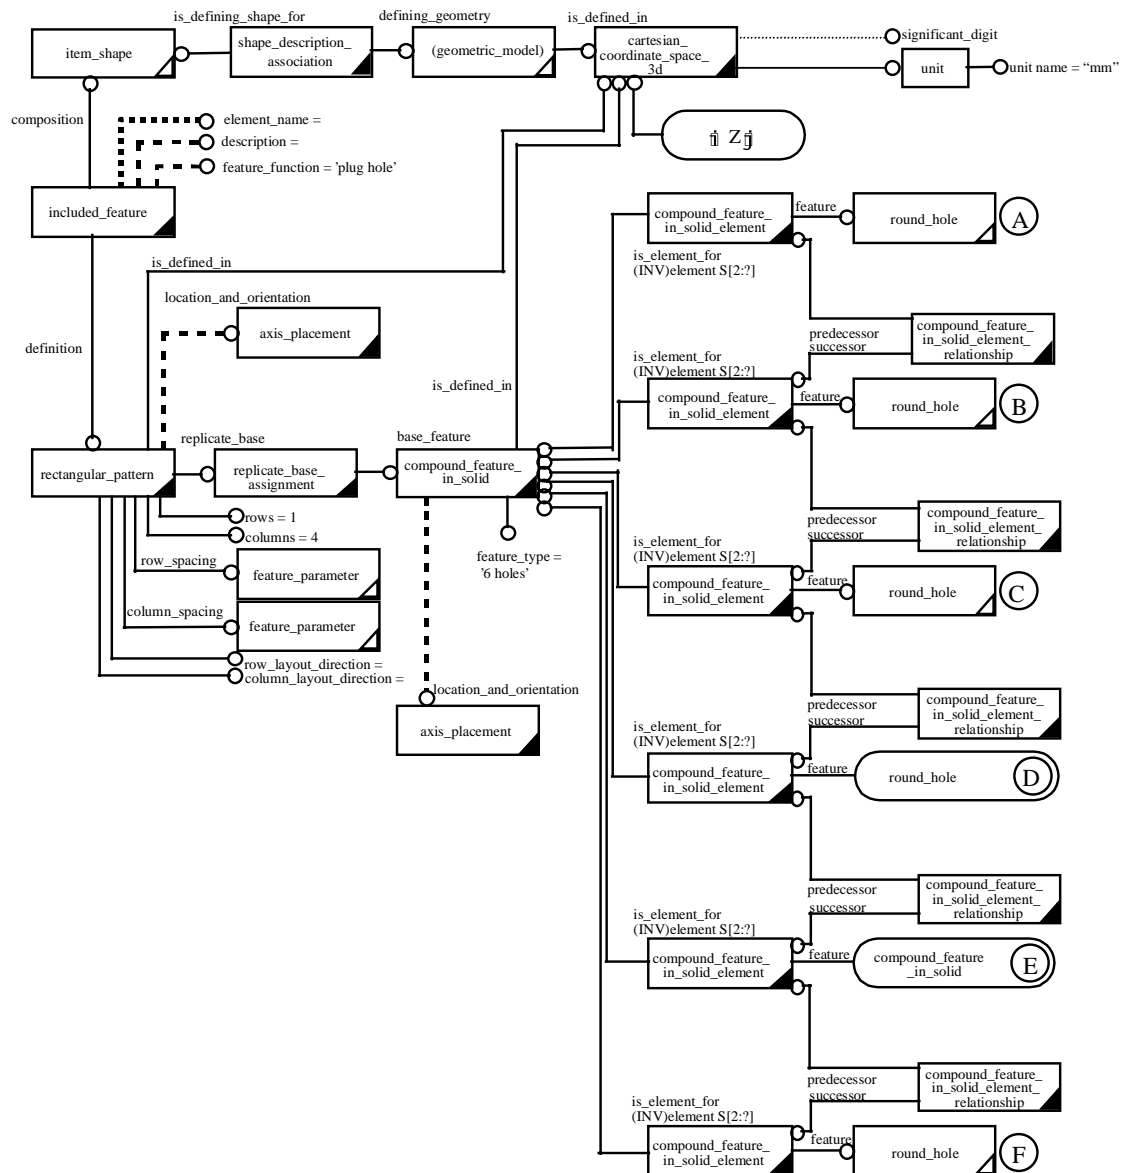 is_defining_shape_for
defining_geometry
is_defined_in
item_shape
shape_description_
association
(geometric_model)
cartesian_
coordinate_space_
3d
significant_digit
unit
unit name = “mm”
composition
element_name =
description =
feature_function = 'plug hole'
Z
included_feature
compound_feature_
in_solid_element
feature
round_hole
A
is_element_for
(INV)element S[2:?]
is_defined_in
location_and_orientation
axis_placement
definition
predecessor
successor
compound_feature_
in_solid_element_
relationship
is_element_for
(INV)element S[2:?]
is_defined_in
compound_feature_
in_solid_element
feature
round_hole
B
replicate_base
base_feature
rectangular_pattern
replicate_base_
assignment
compound_feature_
in_solid
rows = 1
columns = 4
feature_type =
'6 holes'
predecessor
successor
compound_feature_
in_solid_element_
relationship
is_element_for
(INV)element S[2:?]
row_spacing
feature_parameter
compound_feature_
in_solid_element
feature
round_hole
C
column_spacing
feature_parameter
row_layout_direction =
column_layout_direction =
location_and_orientation
axis_placement
predecessor
successor
compound_feature_
in_solid_element_
relationship
is_element_for
(INV)element S[2:?]
compound_feature_
in_solid_element
feature
round_hole
D
predecessor
successor
compound_feature_
in_solid_element_
relationship
is_element_for
(INV)element S[2:?]
compound_feature_
in_solid_element
feature
compound_feature
_in_solid
E
predecessor
successor
compound_feature_
in_solid_element_
relationship
is_element_for
(INV)element S[2:?]
compound_feature_
in_solid_element
feature
round_hole
F